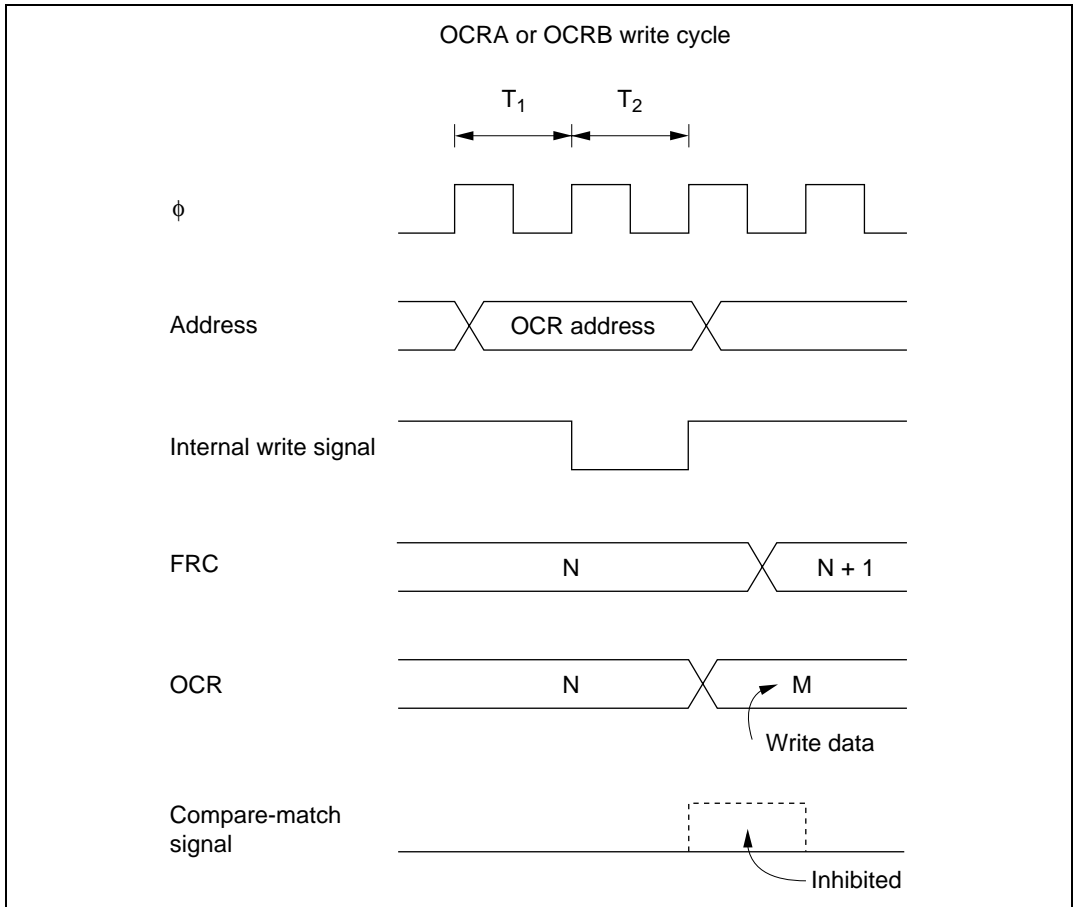 OCRA or OCRB write cycle
T₁ T₂
ϕ
Address
OCR address
Internal write signal
FRC
N
N + 1
OCR
N
M
Write data
Compare-match
signal
Inhibited